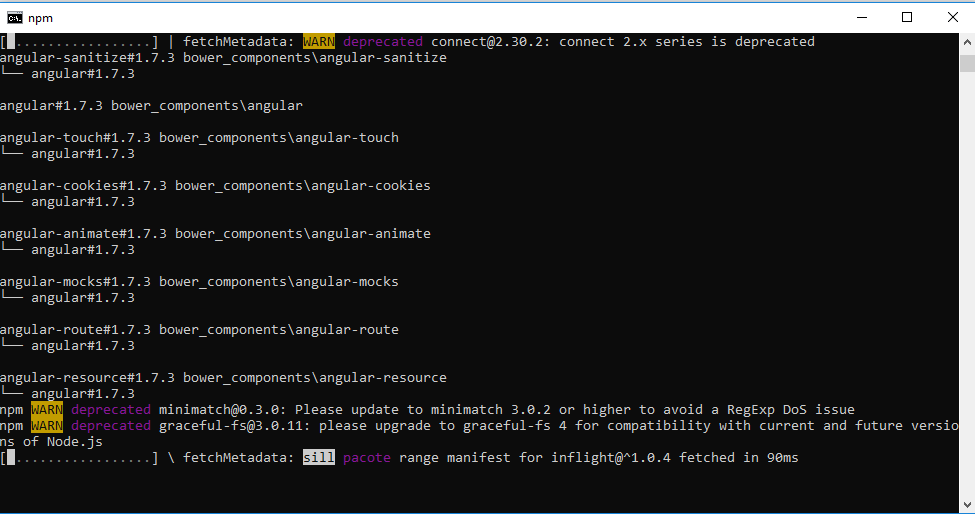 npm
[ ................] | fetchMetadata: WARN deprecated connect@2.30.2: connect 2.x series is deprecated
angular-sanitize#1.7.3 bower_components\angular-sanitize
└── angular#1.7.3
angular#1.7.3 bower_components\angular
angular-touch#1.7.3 bower_components\angular-touch
└── angular#1.7.3
angular-cookies#1.7.3 bower_components\angular-cookies
└── angular#1.7.3
angular-animate#1.7.3 bower_components\angular-animate
└── angular#1.7.3
angular-mocks#1.7.3 bower_components\angular-mocks
└── angular#1.7.3
angular-route#1.7.3 bower_components\angular-route
└── angular#1.7.3
angular-resource#1.7.3 bower_components\angular-resource
└── angular#1.7.3
npm WARN deprecated minimatch@0.3.0: Please update to minimatch 3.0.2 or higher to avoid a RegExp DoS issue
npm WARN deprecated graceful-fs@3.0.11: please upgrade to graceful-fs 4 for compatibility with current and future versio
ns of Node.js
[ ................] \ fetchMetadata: sill pacote range manifest for inflight@^1.0.4 fetched in 90ms